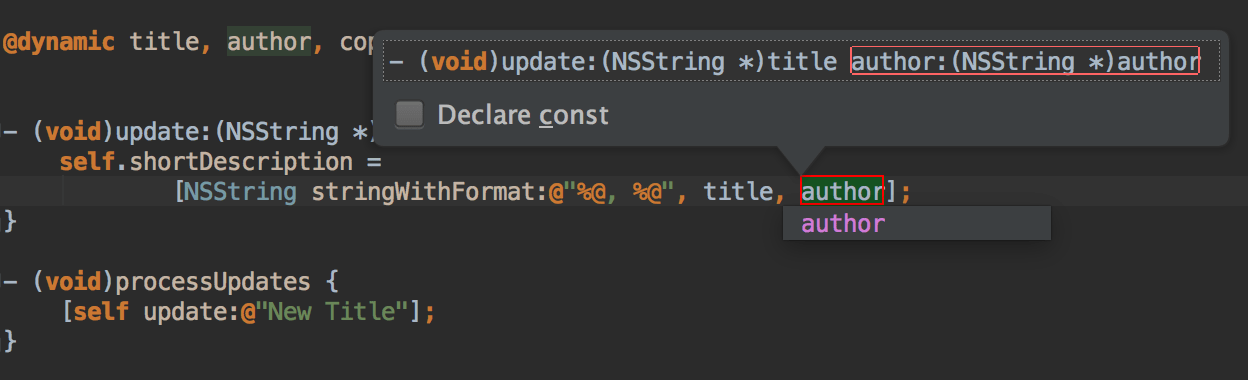 @dynamic title, author, cop
- (void)update:(NSString *)title author:(NSString *)author
Declare const
- (void)update:(NSString *)
self.shortDescription =
[NSString stringWithFormat:@"%@, %@", title, author];
author
}
- (void)processUpdates {
[self update:@"New Title"];
}